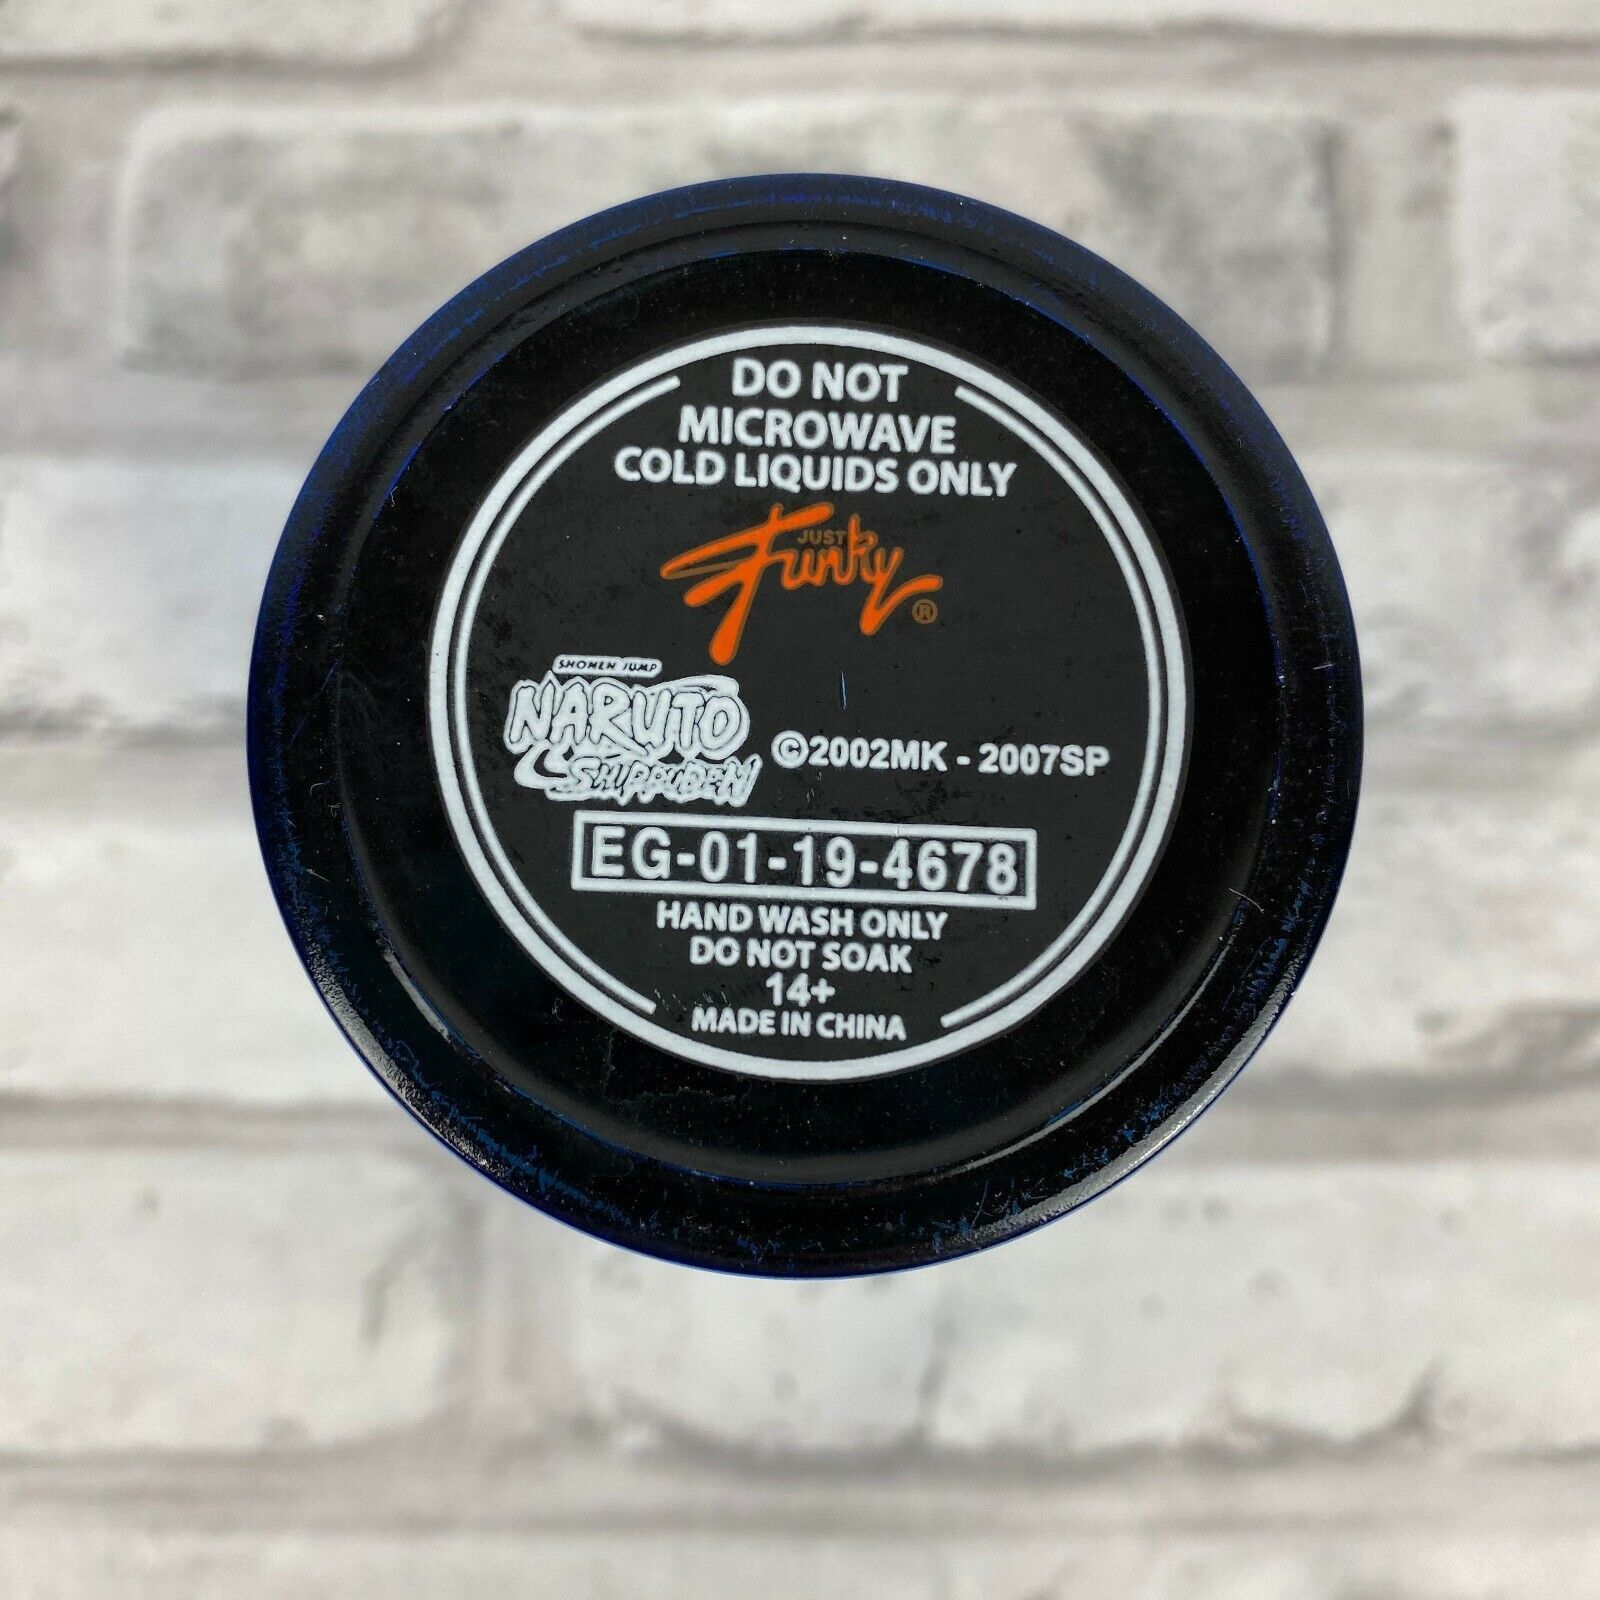 DO NOT
MICROWAVE
COLD LIQUIDS ONLY
JUST
Funky
®
SHONEN JUMP
NARUTO
SHIPPUDEN
©2002MK - 2007SP
EG-01-19-4678
HAND WASH ONLY
DO NOT SOAK
14+
MADE IN CHINA